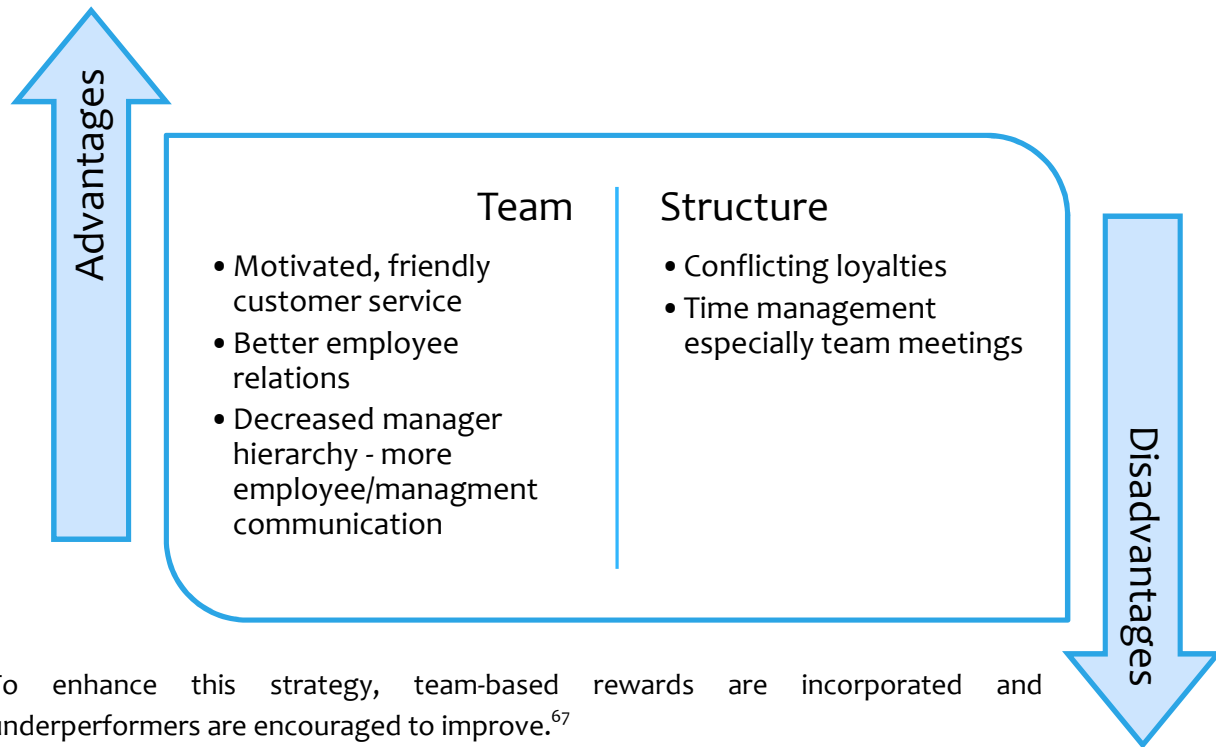 Advantages
Team
• Motivated, friendly
customer service
• Better employee
relations
• Decreased manager
hierarchy - more
employee/managment
communication
Structure
• Conflicting loyalties
• Time management
especially team meetings
Disadvantages
To enhance this strategy, team-based rewards are incorporated and
underperformers are encouraged to improve.67